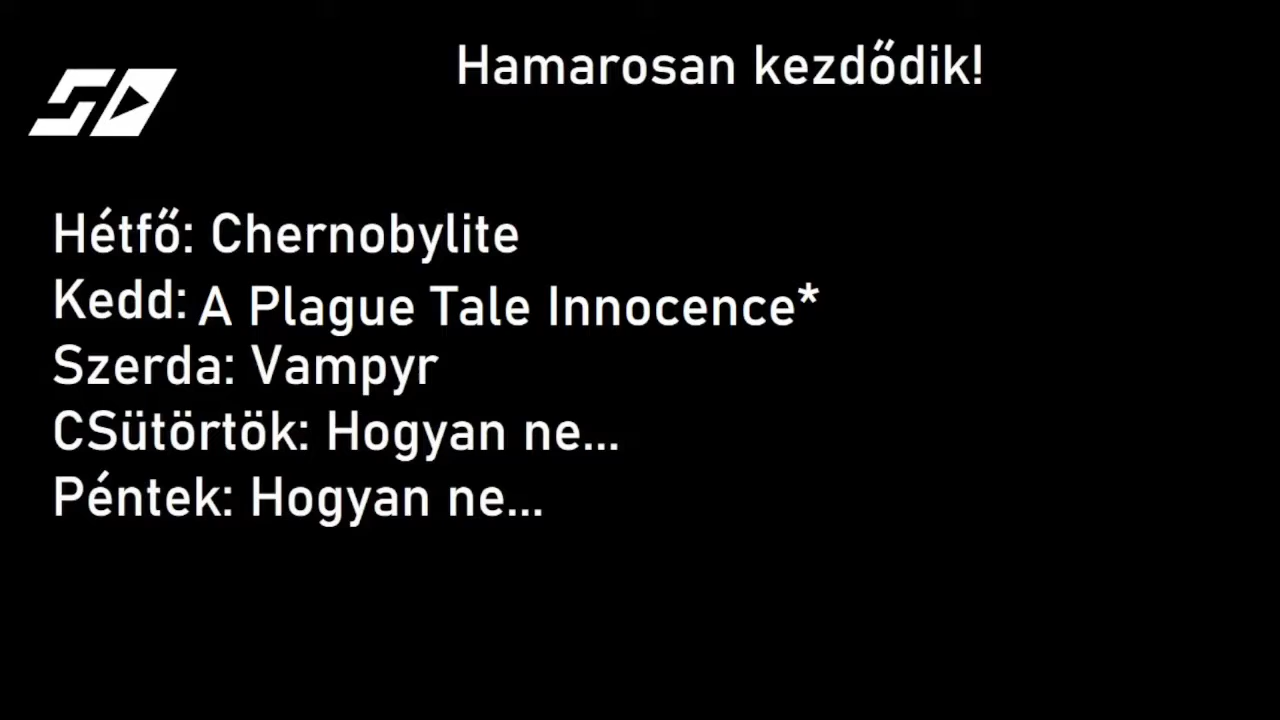 Hamarosan kezdődik!
Hétfő: Chernobylite
Kedd: A Plague Tale Innocence*
Szerda: Vampyr
CSütörtök: Hogyan ne...
Péntek: Hogyan ne...